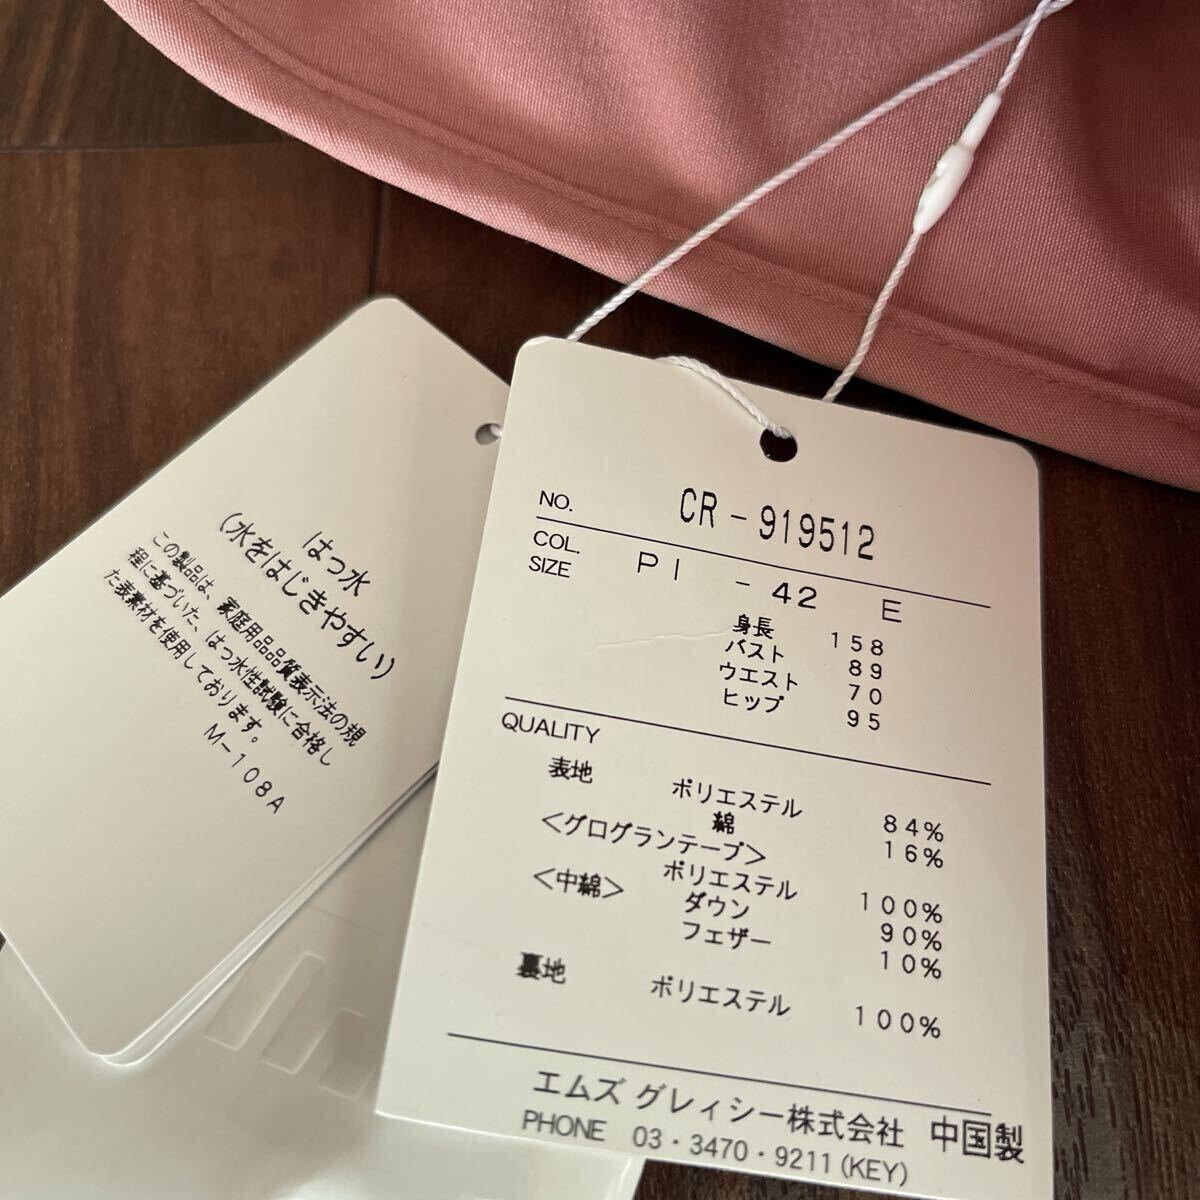 はっ水
(水をはじきやすい)
この製品は、家庭用品品質表示法の規
程に基づいた、はっ水性試験に合格し
た表素材を使用しております。
M-108A
NO. CR-919512
COL. PI -42 E
SIZE
身長 158
バスト 89
ウエスト 70
ヒップ 95
QUALITY
表地 ポリエステル 84%
綿 16%
<グログランテープ>
ポリエステル 100%
<中綿> ダウン 90%
フェザー 10%
裏地 ポリエステル 100%
エムズ グレィシー株式会社 中国製
PHONE 03・3470・9211(KEY)